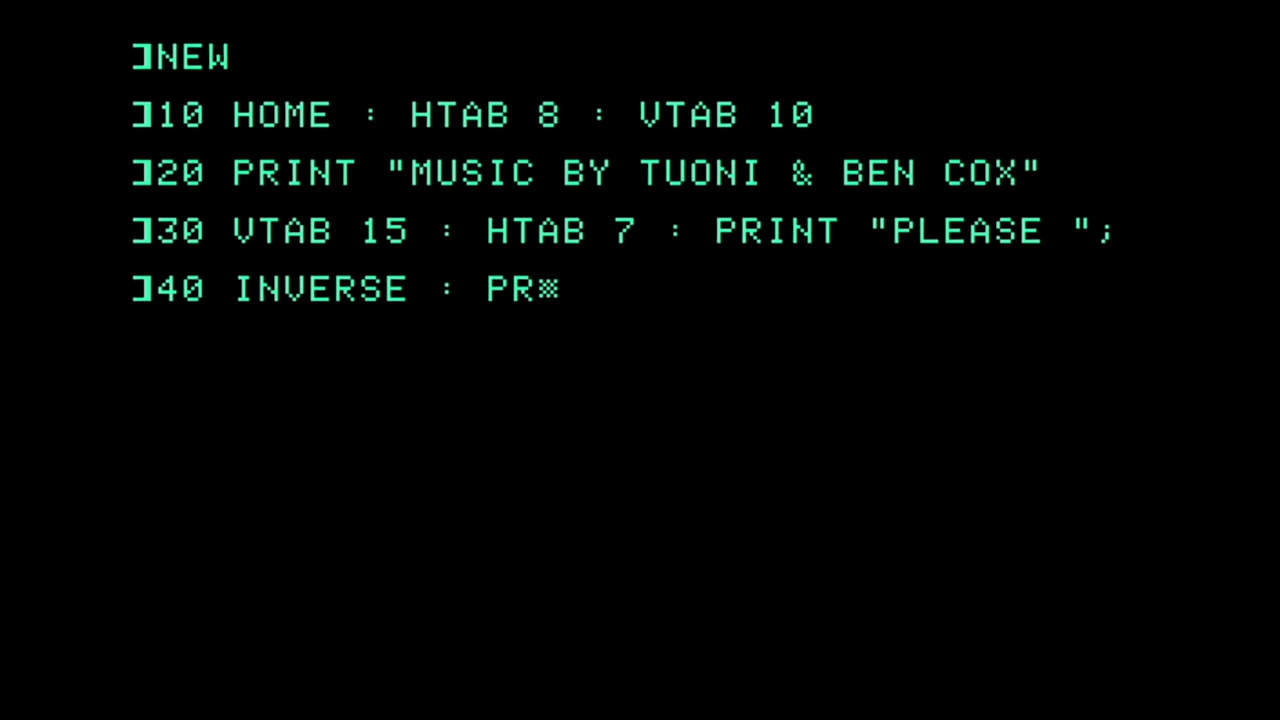 ]NEW
]10 HOME : HTAB 8 : VTAB 10
]20 PRINT "MUSIC BY TUONI & BEN COX"
]30 VTAB 15 : HTAB 7 : PRINT "PLEASE ";
]40 INVERSE : PR